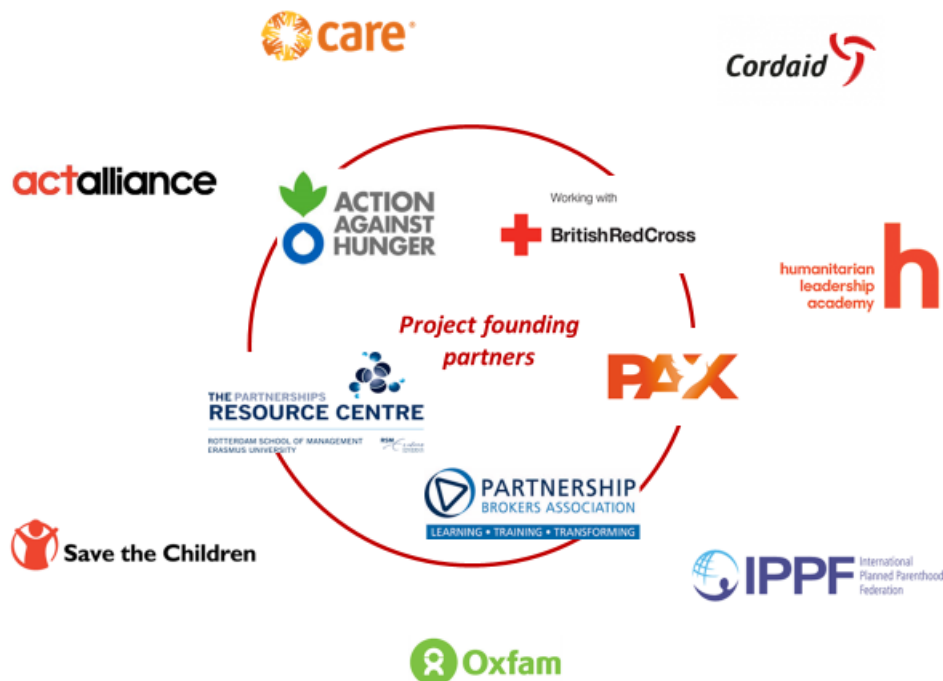 care®
Cordaid
actalliance
ACTION
AGAINST
HUNGER
Working with
BritishRedCross
humanitarian
leadership
academy
h
Project founding
partners
PAX
THE PARTNERSHIPS
RESOURCE CENTRE
ROTTERDAM SCHOOL OF MANAGEMENT
ERASMUS UNIVERSITY
RSM
PARTNERSHIP
BROKERS ASSOCIATION
LEARNING • TRAINING • TRANSFORMING
Save the Children
IPPF
International
Planned Parenthood
Federation
Oxfam